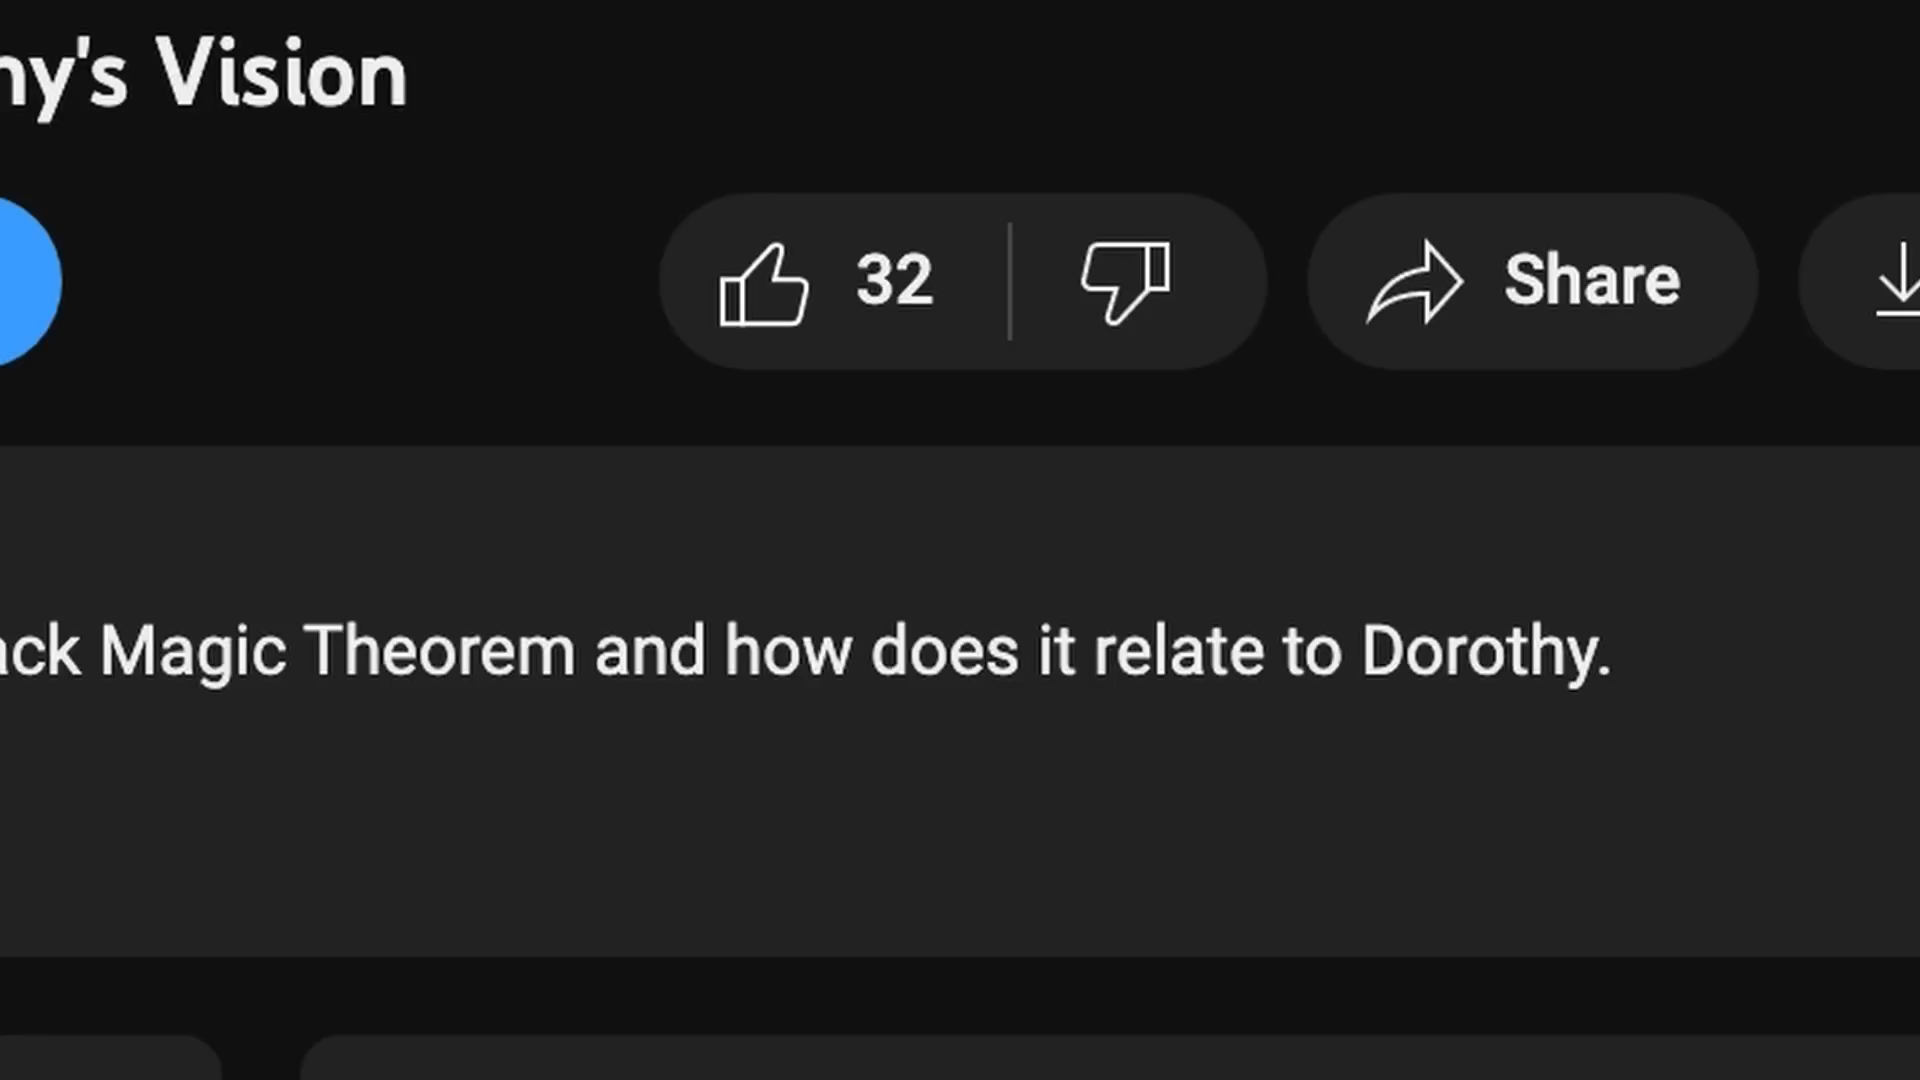 ny's Vision
32
Share
ack Magic Theorem and how does it relate to Dorothy.